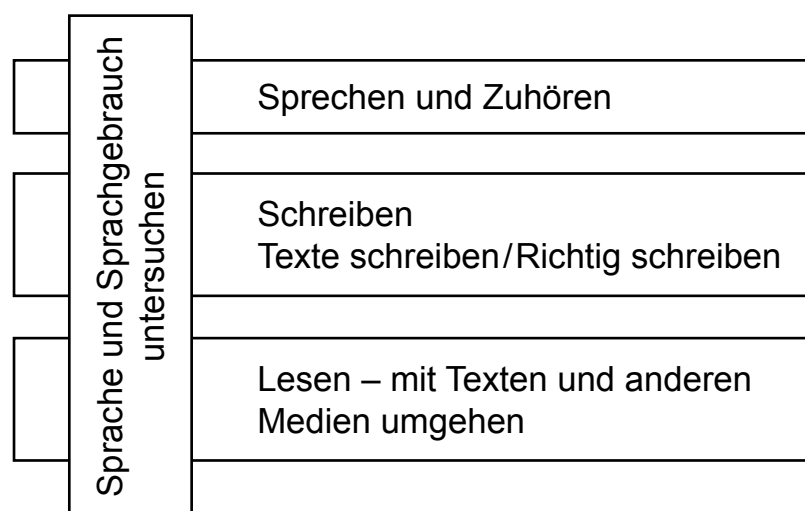 Sprache und Sprachgebrauch
untersuchen
Sprechen und Zuhören
Schreiben
Texte schreiben/Richtig schreiben
Lesen – mit Texten und anderen
Medien umgehen